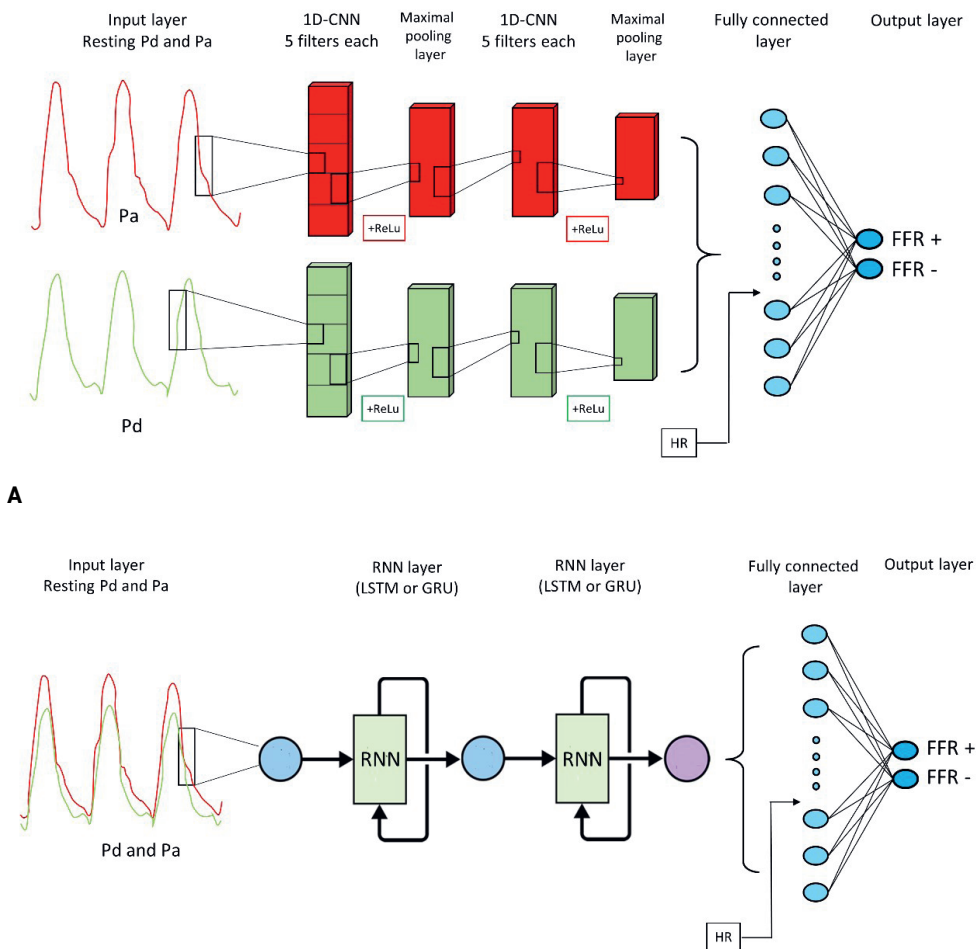 Input layer
Resting Pd and Pa
1D-CNN
5 filters each
Maximal
pooling
layer
1D-CNN
5 filters each
Maximal
pooling
layer
Fully connected
layer
Output layer
Pa
+ReLu
+ReLu
FFR +
FFR -
Pd
+ReLu
+ReLu
HR
A
Input layer
Resting Pd and Pa
RNN layer
(LSTM or GRU)
RNN layer
(LSTM or GRU)
Fully connected
layer
Output layer
RNN
RNN
FFR +
FFR -
Pd and Pa
HR